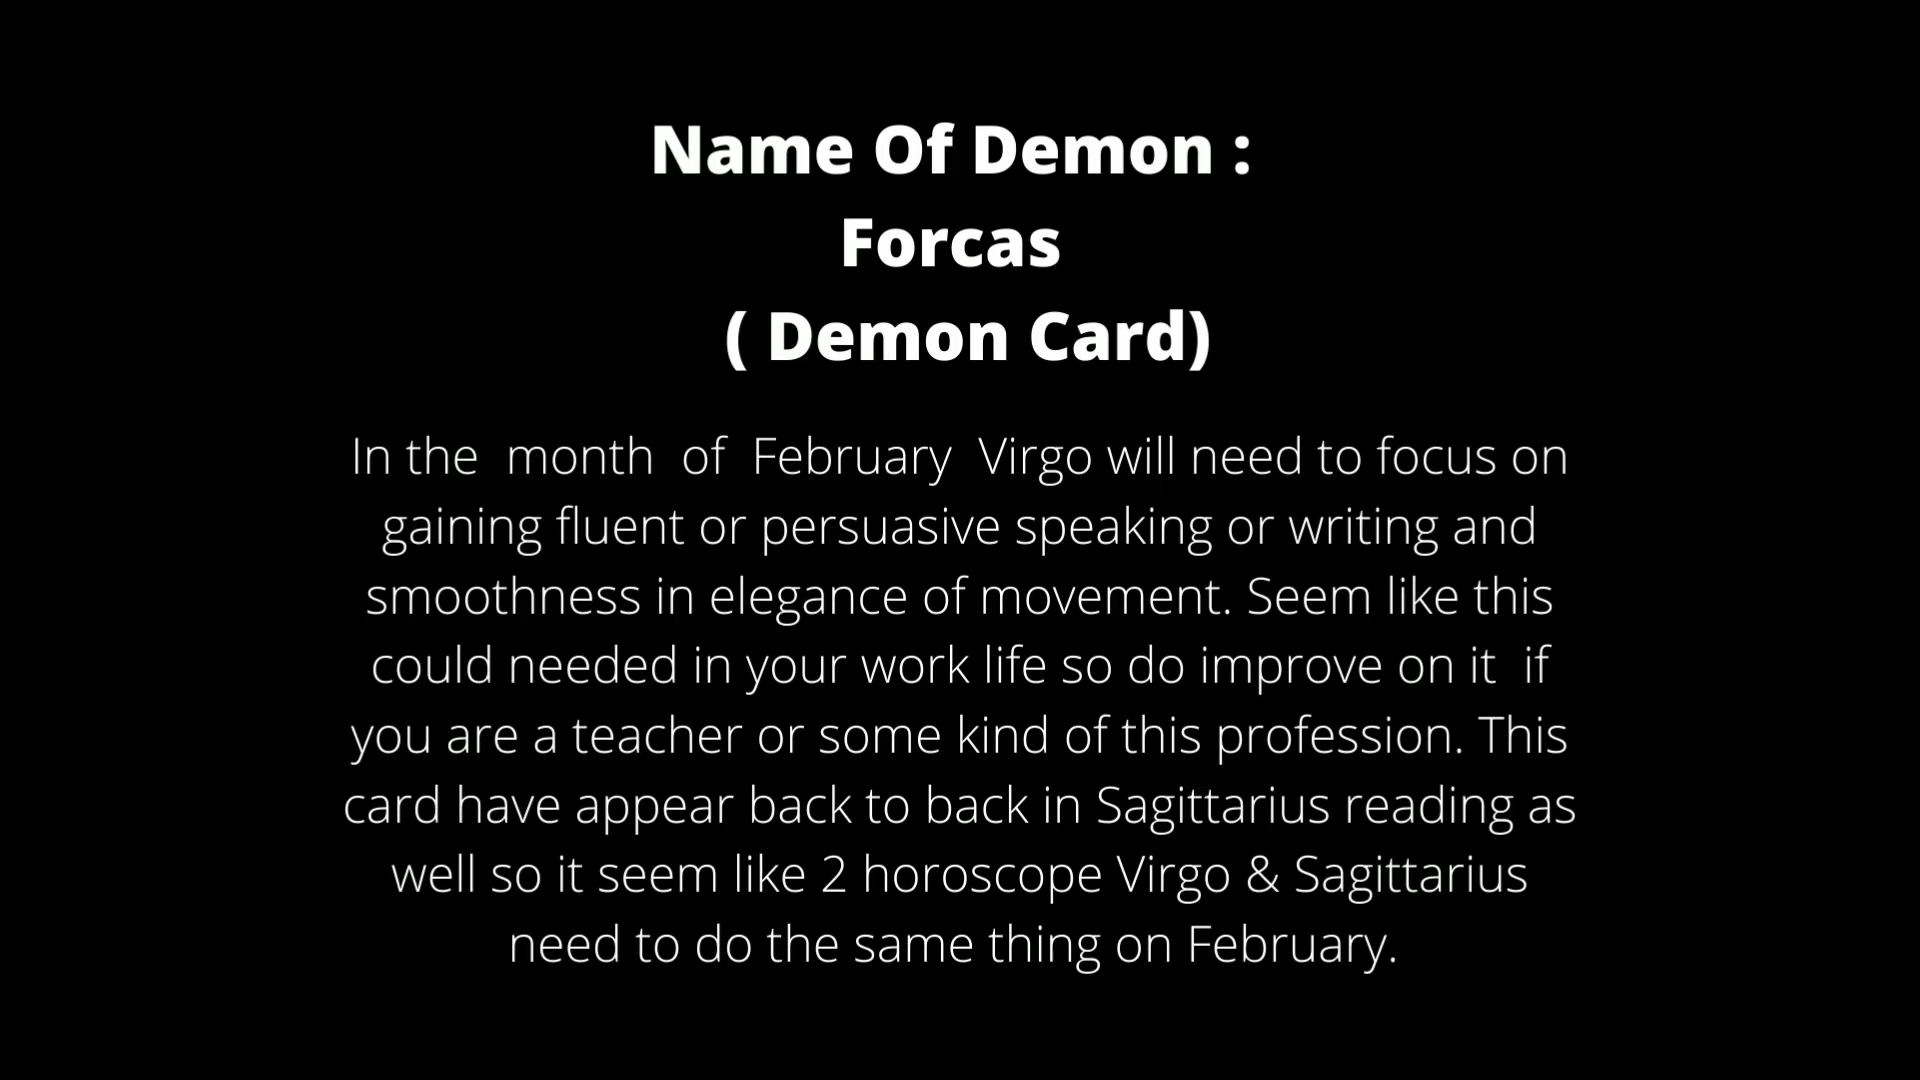 Name Of Demon :
Forcas
( Demon Card)
In the month of February Virgo will need to focus on
gaining fluent or persuasive speaking or writing and
smoothness in elegance of movement. Seem like this
could needed in your work life so do improve on it if
you are a teacher or some kind of this profession. This
card have appear back to back in Sagittarius reading as
well so it seem like 2 horoscope Virgo & Sagittarius
need to do the same thing on February.